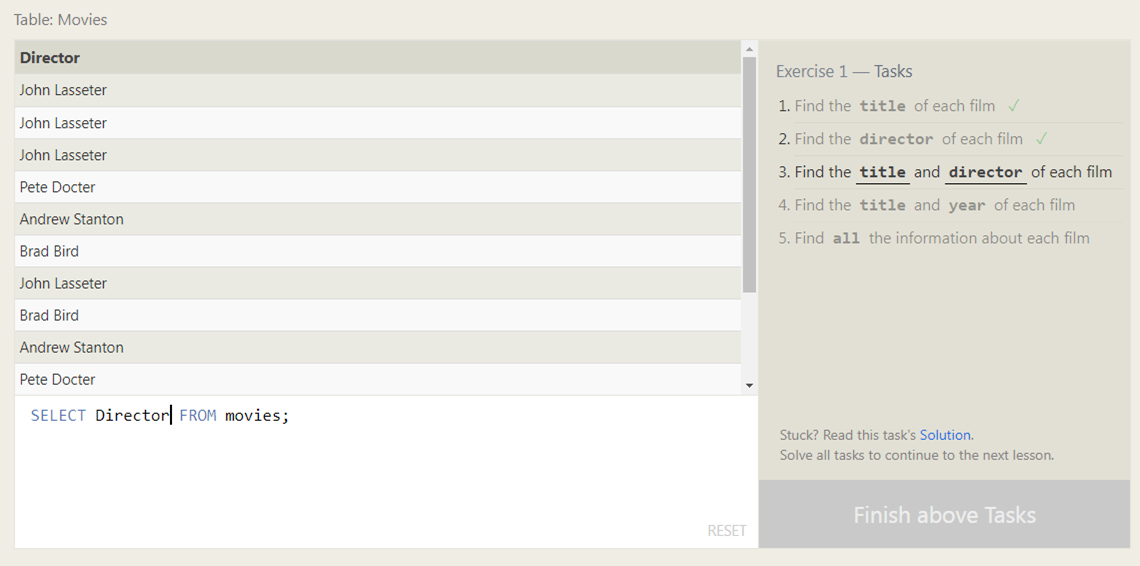 Table: Movies
Director
John Lasseter
John Lasseter
John Lasseter
Pete Docter
Andrew Stanton
Brad Bird
John Lasseter
Brad Bird
Andrew Stanton
Pete Docter
SELECT Director FROM movies;
RESET
Exercise 1 — Tasks
1. Find the title of each film ✓
2. Find the director of each film ✓
3. Find the title and director of each film
4. Find the title and year of each film
5. Find all the information about each film
Stuck? Read this task's Solution.
Solve all tasks to continue to the next lesson.
Finish above Tasks